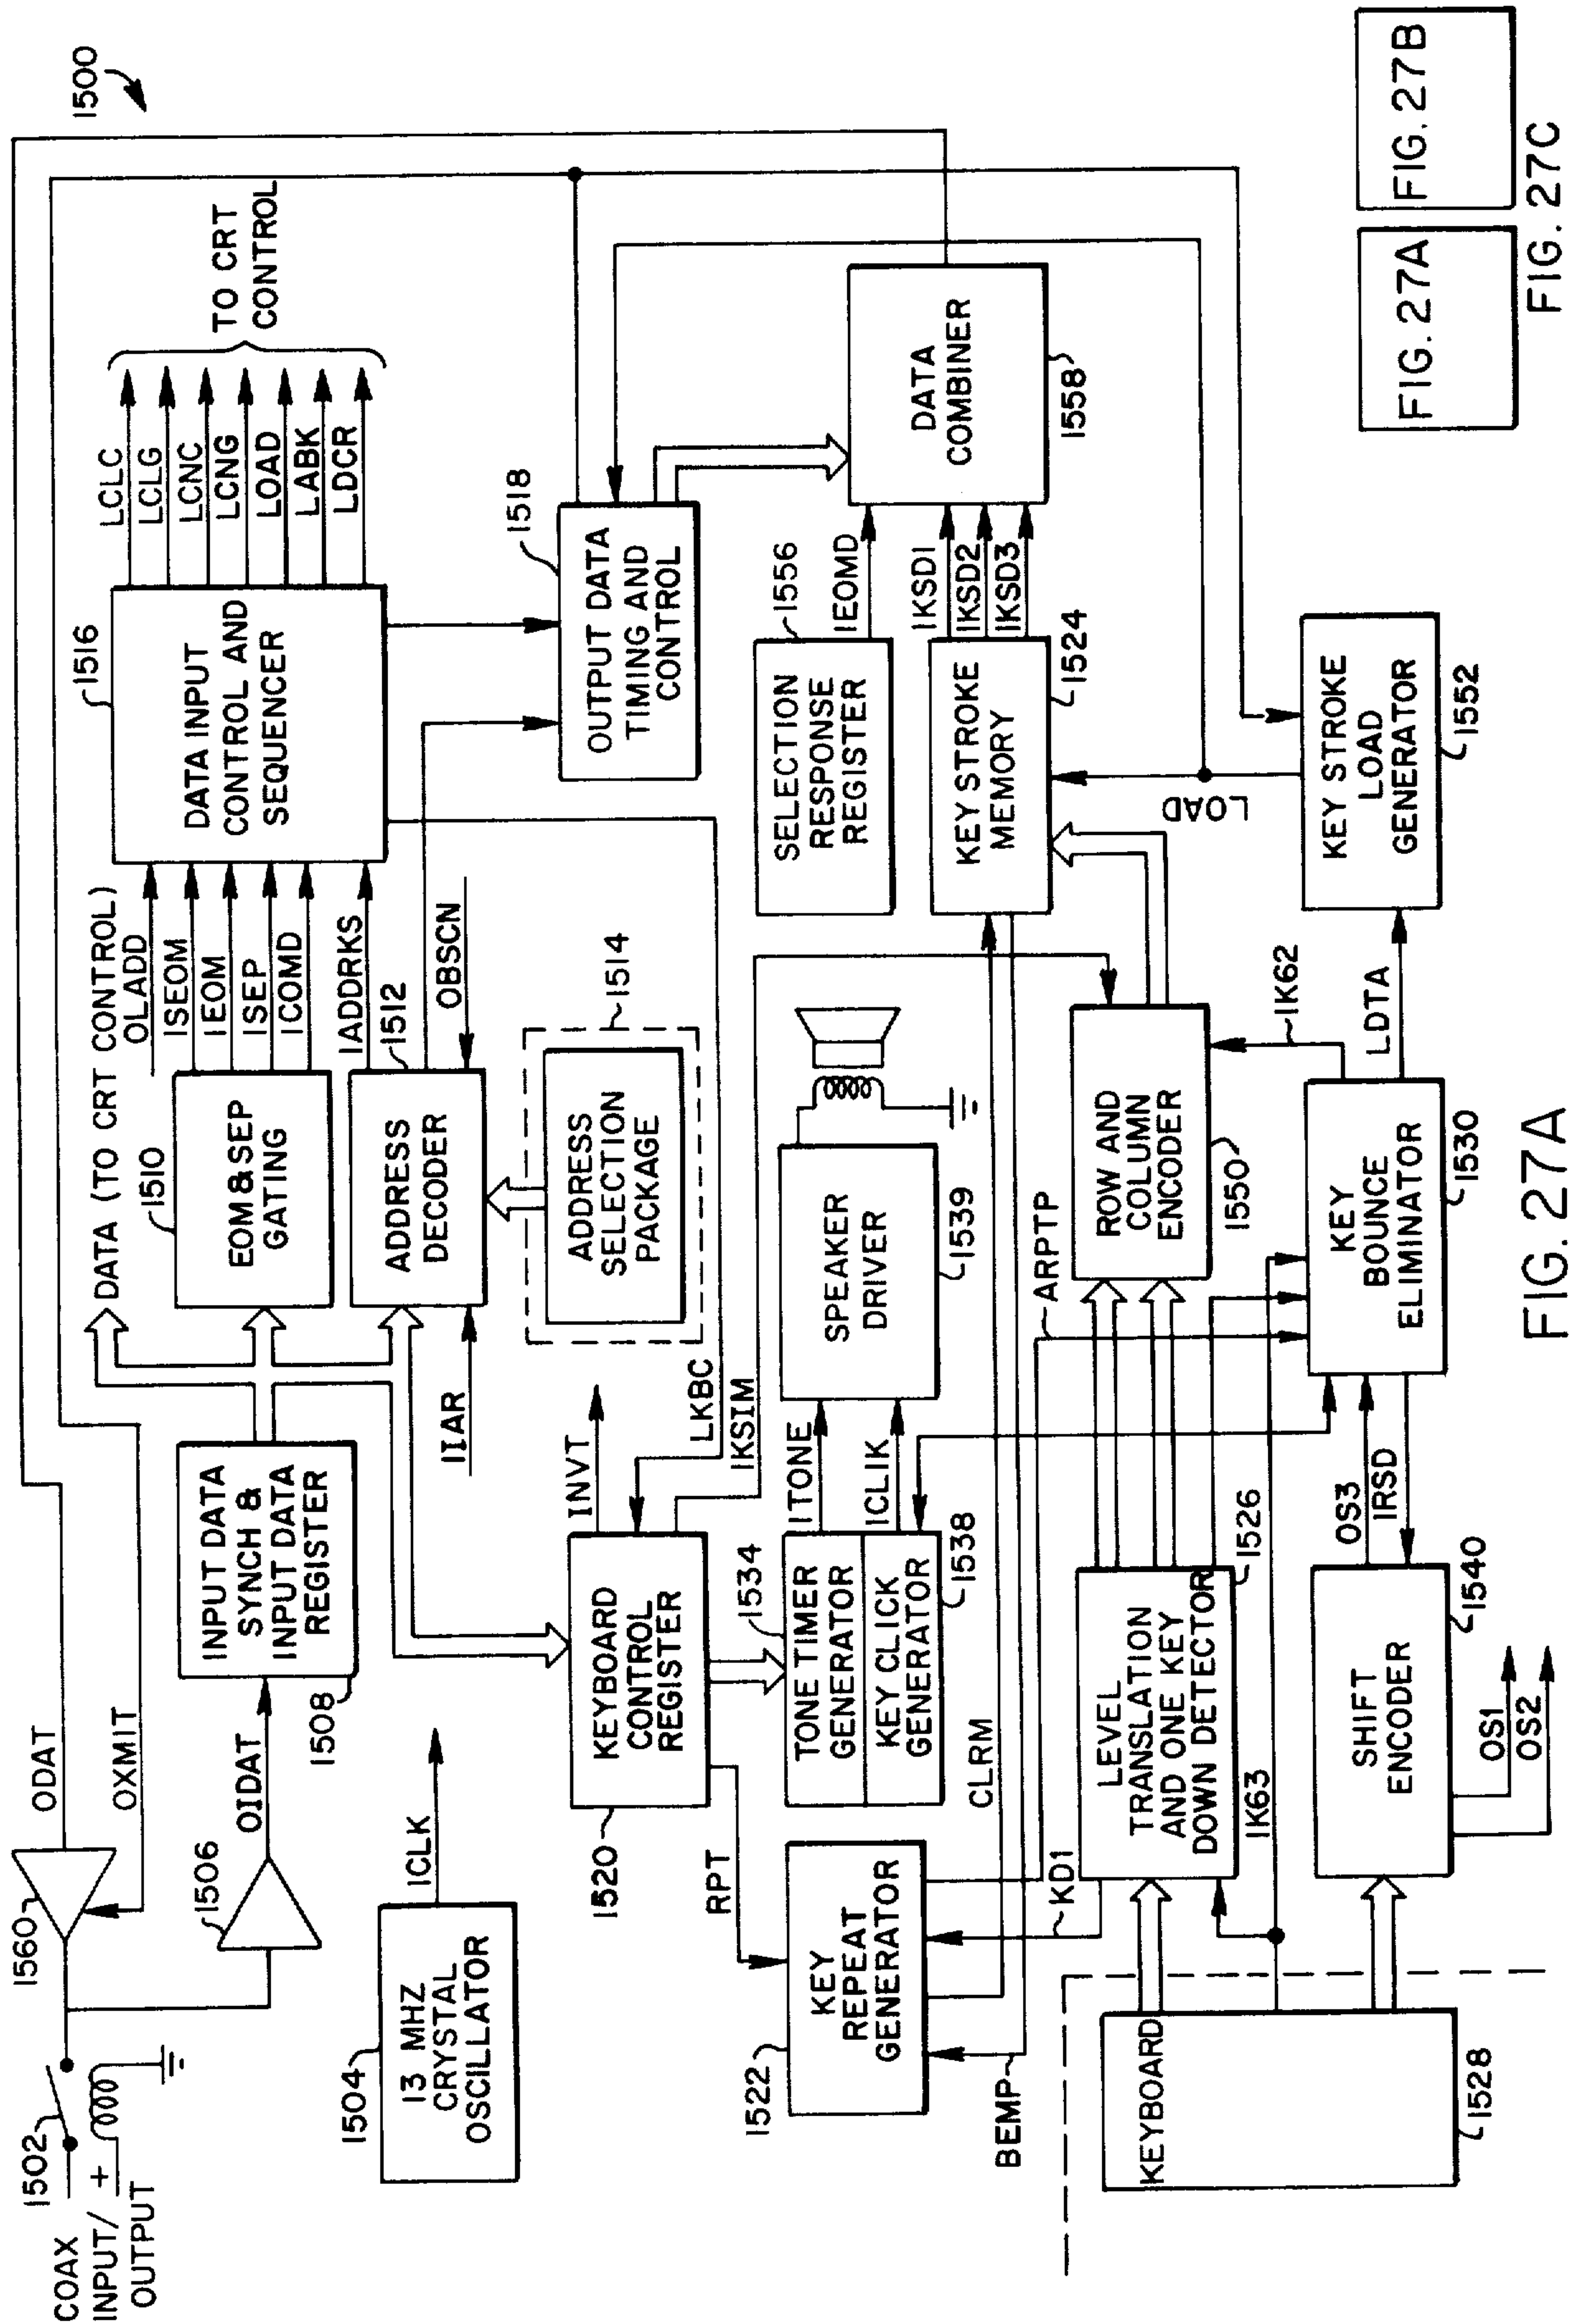 1500
COAX
INPUT/
OUTPUT
+
1502
1560
ODAT
OXMIT
1506
OIDAT
1508
INPUT DATA
SYNCH &
INPUT DATA
REGISTER
DATA (TO CRT CONTROL)
1510
EOM&SEP
GATING
OLADD
ISEOM
IEOM
ISEP
ICOMD
IADDRKS
1516
DATA INPUT
CONTROL AND
SEQUENCER
LCLC
LCLG
LCNC
LCNG
LOAD
LABK
LDCR
TO CRT
CONTROL
1504
13 MHZ
CRYSTAL
OSCILLATOR
ICLK
IIAR
1512
ADDRESS
DECODER
OBSCN
1514
ADDRESS
SELECTION
PACKAGE
1518
OUTPUT DATA
TIMING AND
CONTROL
1520
KEYBOARD
CONTROL
REGISTER
INVT
LKBC
IKSIM
RPT
1534
TONE TIMER
GENERATOR
KEY CLICK
GENERATOR
1538
ITONE
ICLIK
SPEAKER
DRIVER
1539
1556
SELECTION
RESPONSE
REGISTER
IEOMD
KEY STROKE
MEMORY
1524
IKSD1
IKSD2
IKSD3
DATA
COMBINER
1558
1522
KEY
REPEAT
GENERATOR
BEMP
CLRM
KD1
ARPTP
LOAD
LEVEL
TRANSLATION
AND ONE KEY
DOWN DETECTOR
1526
ROW AND
COLUMN
ENCODER
1550
IK62
IK63
KEYBOARD
1528
SHIFT
ENCODER
1540
OS1
OS2
OS3
IRSD
KEY
BOUNCE
ELIMINATOR
1530
LDTA
KEY STROKE
LOAD
GENERATOR
1552
FIG. 27A
FIG. 27A
FIG. 27B
FIG. 27C